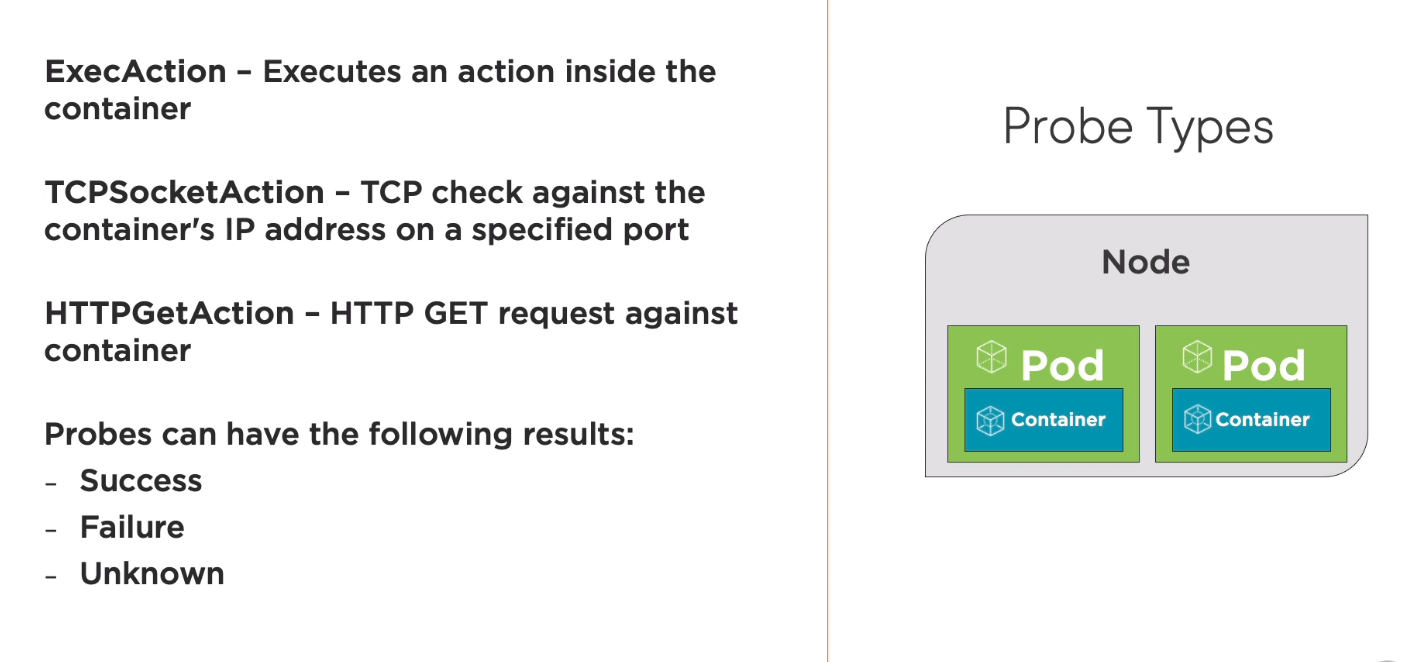 ExecAction – Executes an action inside the
container
TCPSocketAction – TCP check against the
container's IP address on a specified port
HTTPGetAction – HTTP GET request against
container
Probes can have the following results:
– Success
– Failure
– Unknown
Probe Types
Node
Pod
Container
Pod
Container